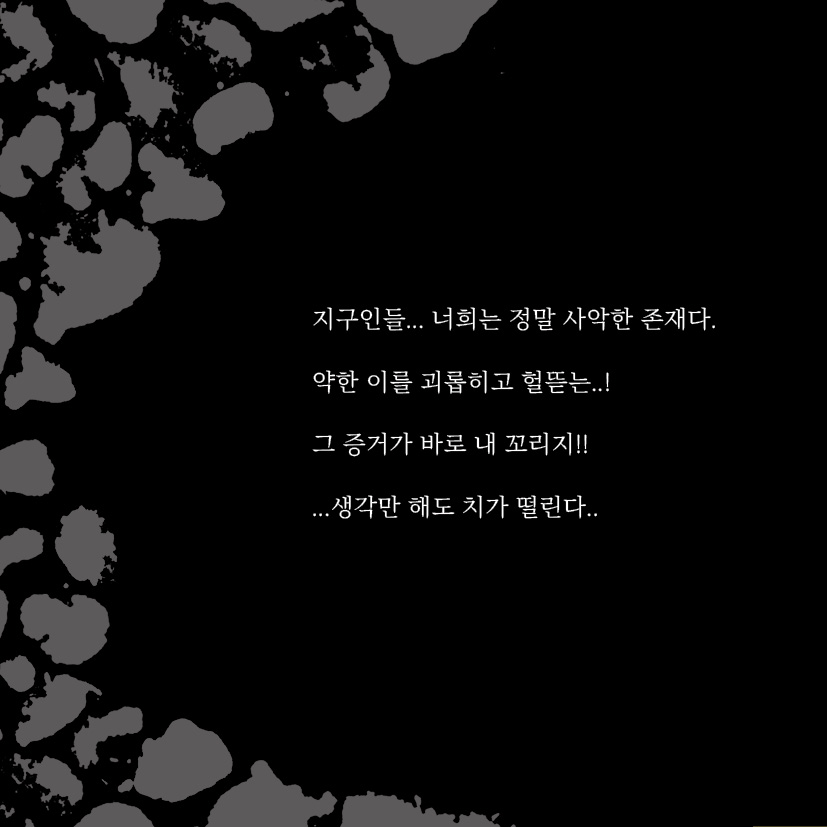 지구인들... 너희는 정말 사악한 존재다.
약한 이를 괴롭히고 헐뜯는..!
그 증거가 바로 내 꼬리지!!
...생각만 해도 치가 떨린다..